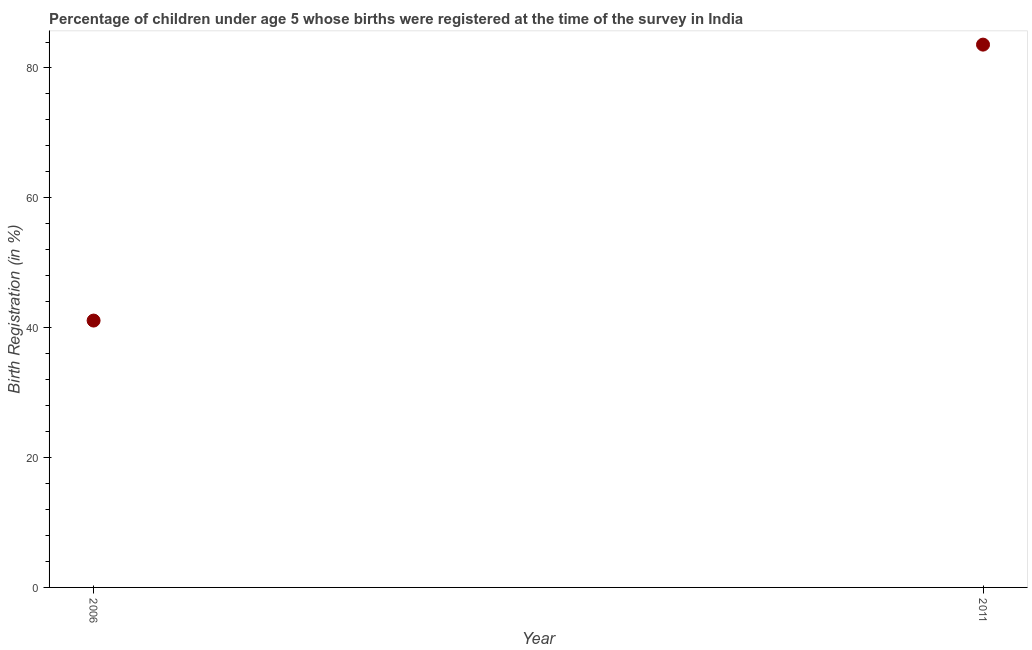 Percentage of children under age 5 whose births were registered at the time of the survey in India
80
60
40
20
0
Birth Registration (in %)
2006
2011
Year